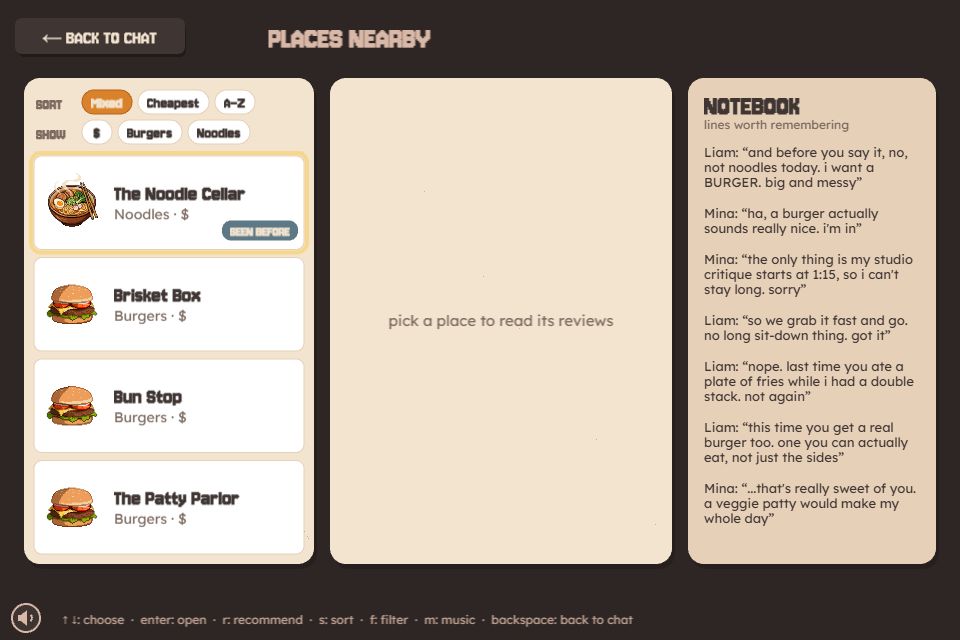 ← BACK TO CHAT
PLACES NEARBY
SORT Mixed Cheapest A-Z
SHOW $ Burgers Noodles
The Noodle Cellar
Noodles · $
BEEN BEFORE
Brisket Box
Burgers · $
Bun Stop
Burgers · $
The Patty Parlor
Burgers · $
pick a place to read its reviews
NOTEBOOK
lines worth remembering
Liam: “and before you say it, no,
not noodles today. i want a
BURGER. big and messy”
Mina: “ha, a burger actually
sounds really nice. i'm in”
Mina: “the only thing is my studio
critique starts at 1:15, so i can't
stay long. sorry”
Liam: “so we grab it fast and go.
no long sit-down thing. got it”
Liam: “nope. last time you ate a
plate of fries while i had a double
stack. not again”
Liam: “this time you get a real
burger too. one you can actually
eat, not just the sides”
Mina: “...that's really sweet of you.
a veggie patty would make my
whole day”
↑ ↓: choose · enter: open · r: recommend · s: sort · f: filter · m: music · backspace: back to chat